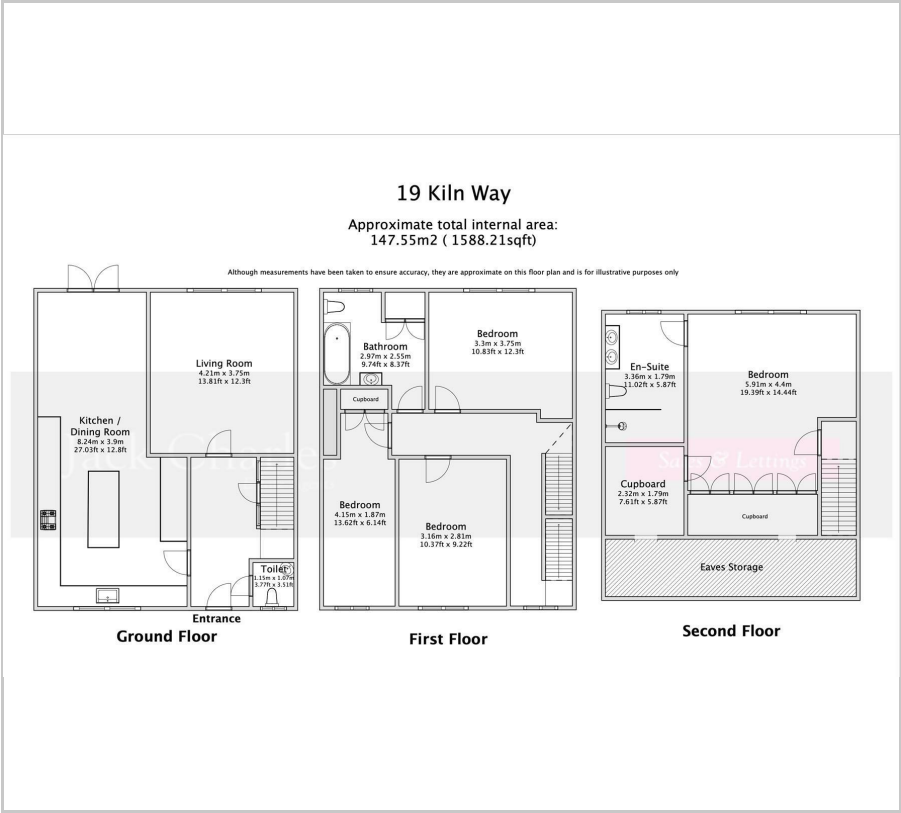 19 Kiln Way
Approximate total internal area:
147.55m2 ( 1588.21sqft)
Although measurements have been taken to ensure accuracy, they are approximate on this floor plan and is for illustrative purposes only
Living Room
4.21m x 3.75m
13.81ft x 12.3ft
Kitchen /
Dining Room
8.24m x 3.9m
27.03ft x 12.8ft
Toilet
1.15m x 1.07m
3.77ft x 3.51ft
Entrance
Ground Floor
Bathroom
2.97m x 2.55m
9.74ft x 8.37ft
Bedroom
3.3m x 3.75m
10.83ft x 12.3ft
Cupboard
Bedroom
4.15m x 1.87m
13.62ft x 6.14ft
Bedroom
3.16m x 2.81m
10.37ft x 9.22ft
First Floor
En-Suite
3.36m x 1.79m
11.02ft x 5.87ft
Bedroom
5.91m x 4.4m
19.39ft x 14.44ft
Sales & Lettings
Cupboard
2.32m x 1.79m
7.61ft x 5.87ft
Cupboard
Eaves Storage
Second Floor